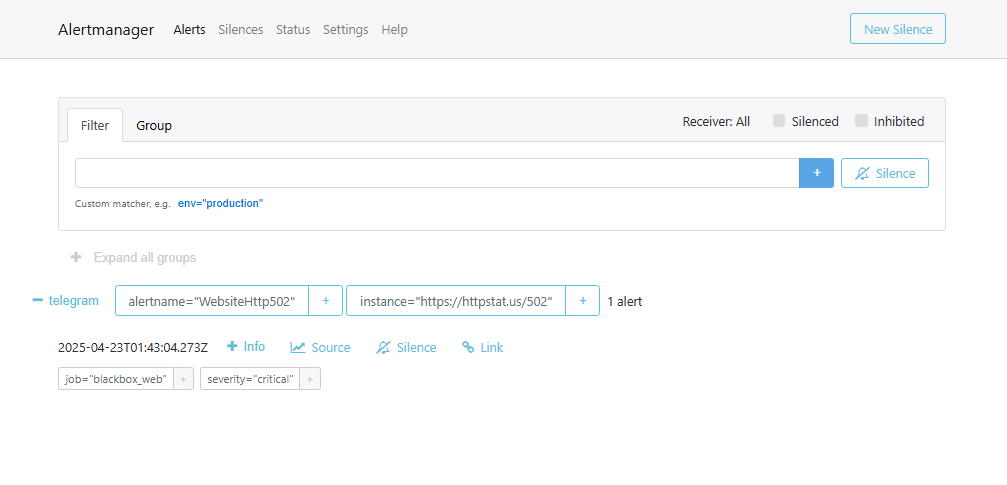 Alertmanager Alerts Silences Status Settings Help New Silence
Filter Group Receiver: All Silenced Inhibited
+ Silence
Custom matcher, e.g. env="production"
+ Expand all groups
− telegram alertname="WebsiteHttp502" + instance="https://httpstat.us/502" + 1 alert
2025-04-23T01:43:04.273Z + Info Source Silence Link
job="blackbox_web" + severity="critical" +